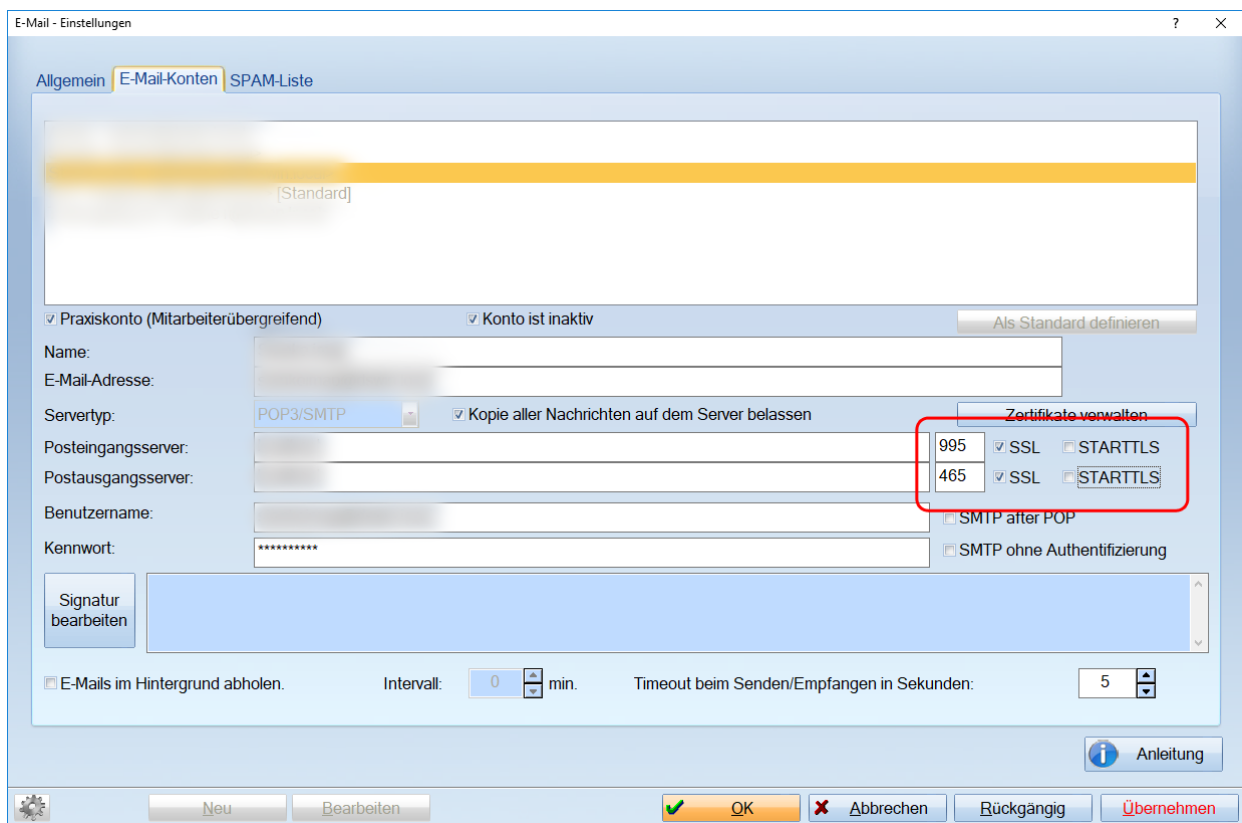 E-Mail - Einstellungen ? ×
Allgemein E-Mail-Konten SPAM-Liste
[Standard]
Praxiskonto (Mitarbeiterübergreifend) Konto ist inaktiv Als Standard definieren
Name:
E-Mail-Adresse:
Servertyp: POP3/SMTP Kopie aller Nachrichten auf dem Server belassen Zertifikate verwalten
Posteingangsserver: 995 SSL STARTTLS
Postausgangsserver: 465 SSL STARTTLS
Benutzername: SMTP after POP
Kennwort: ********** SMTP ohne Authentifizierung
Signatur
bearbeiten
E-Mails im Hintergrund abholen. Intervall: 0 min. Timeout beim Senden/Empfangen in Sekunden: 5
Anleitung
Neu Bearbeiten OK Abbrechen Rückgängig Übernehmen